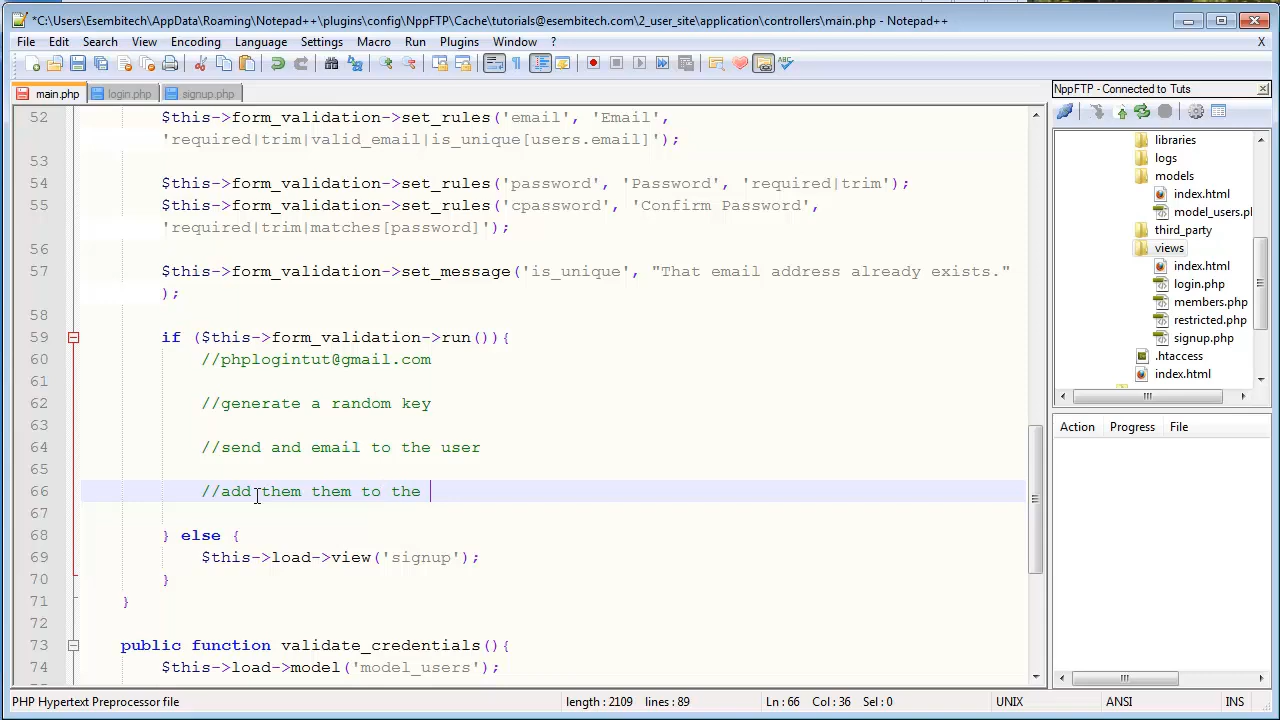 *C:\Users\Esembitech\AppData\Roaming\Notepad++\plugins\config\NppFTP\Cache\tutorials@esembitech.com\2_user_site\application\controllers\main.php - Notepad++
File Edit Search View Encoding Language Settings Macro Run Plugins Window ? X
main.php login.php signup.php
52 $this->form_validation->set_rules('email', 'Email',
'required|trim|valid_email|is_unique[users.email]');
53
54 $this->form_validation->set_rules('password', 'Password', 'required|trim');
55 $this->form_validation->set_rules('cpassword', 'Confirm Password',
'required|trim|matches[password]');
56
57 $this->form_validation->set_message('is_unique', "That email address already exists."
);
58
59 if ($this->form_validation->run()){
60 //phplogintut@gmail.com
61
62 //generate a random key
63
64 //send and email to the user
65
66 //add them them to the
67
68 } else {
69 $this->load->view('signup');
70 }
71 }
72
73 public function validate_credentials(){
74 $this->load->model('model_users');
NppFTP - Connected to Tuts
libraries
logs
models
index.html
model_users.pl
third_party
views
index.html
login.php
members.php
restricted.php
signup.php
.htaccess
index.html
Action Progress File
PHP Hypertext Preprocessor file length : 2109 lines : 89 Ln : 66 Col : 36 Sel : 0 UNIX ANSI INS